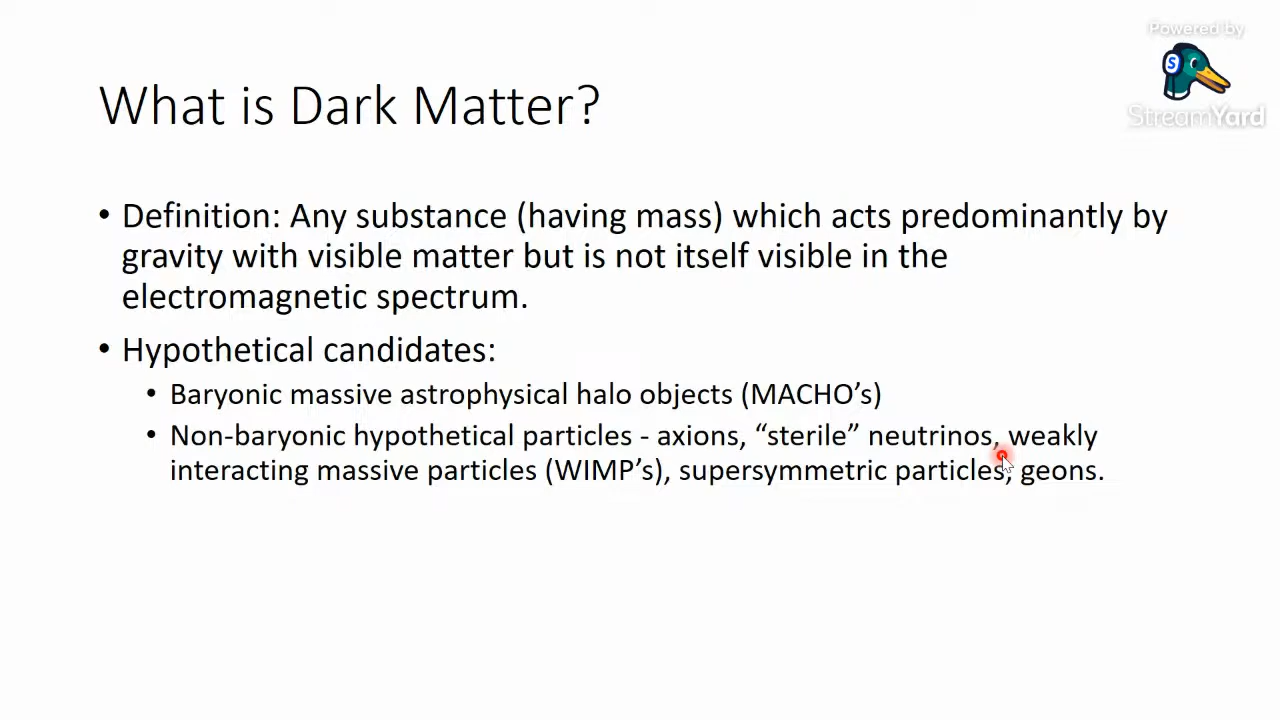 Powered by
S
StreamYard
What is Dark Matter?
• Definition: Any substance (having mass) which acts predominantly by
gravity with visible matter but is not itself visible in the
electromagnetic spectrum.
• Hypothetical candidates:
• Baryonic massive astrophysical halo objects (MACHO’s)
• Non-baryonic hypothetical particles - axions, “sterile” neutrinos, weakly
interacting massive particles (WIMP’s), supersymmetric particles, geons.